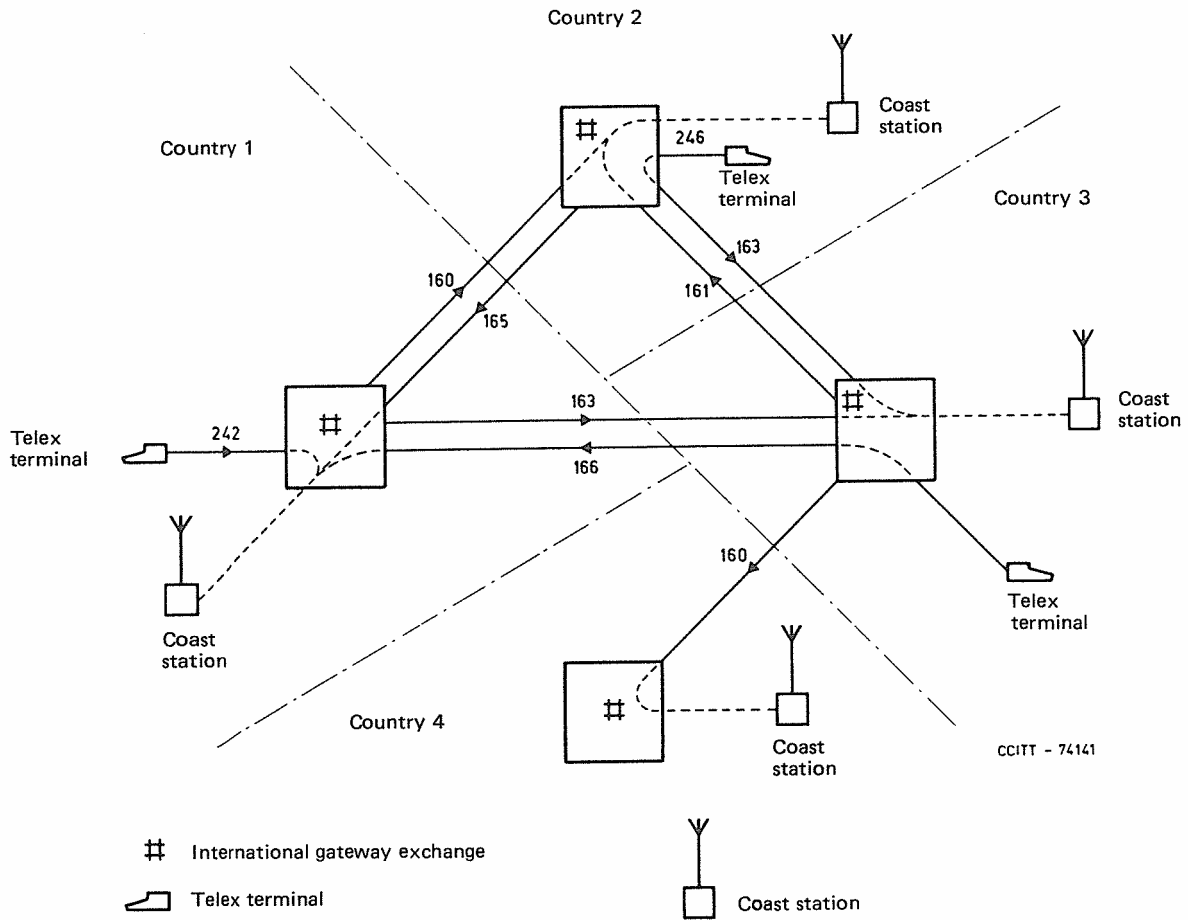 Country 2
Country 1
Coast
station
246
Telex
terminal
Country 3
163
160
161
165
163
Coast
station
Telex
terminal
242
166
160
Coast
station
Telex
terminal
Country 4
Coast
station
CCITT - 74141
International gateway exchange
Telex terminal
Coast station